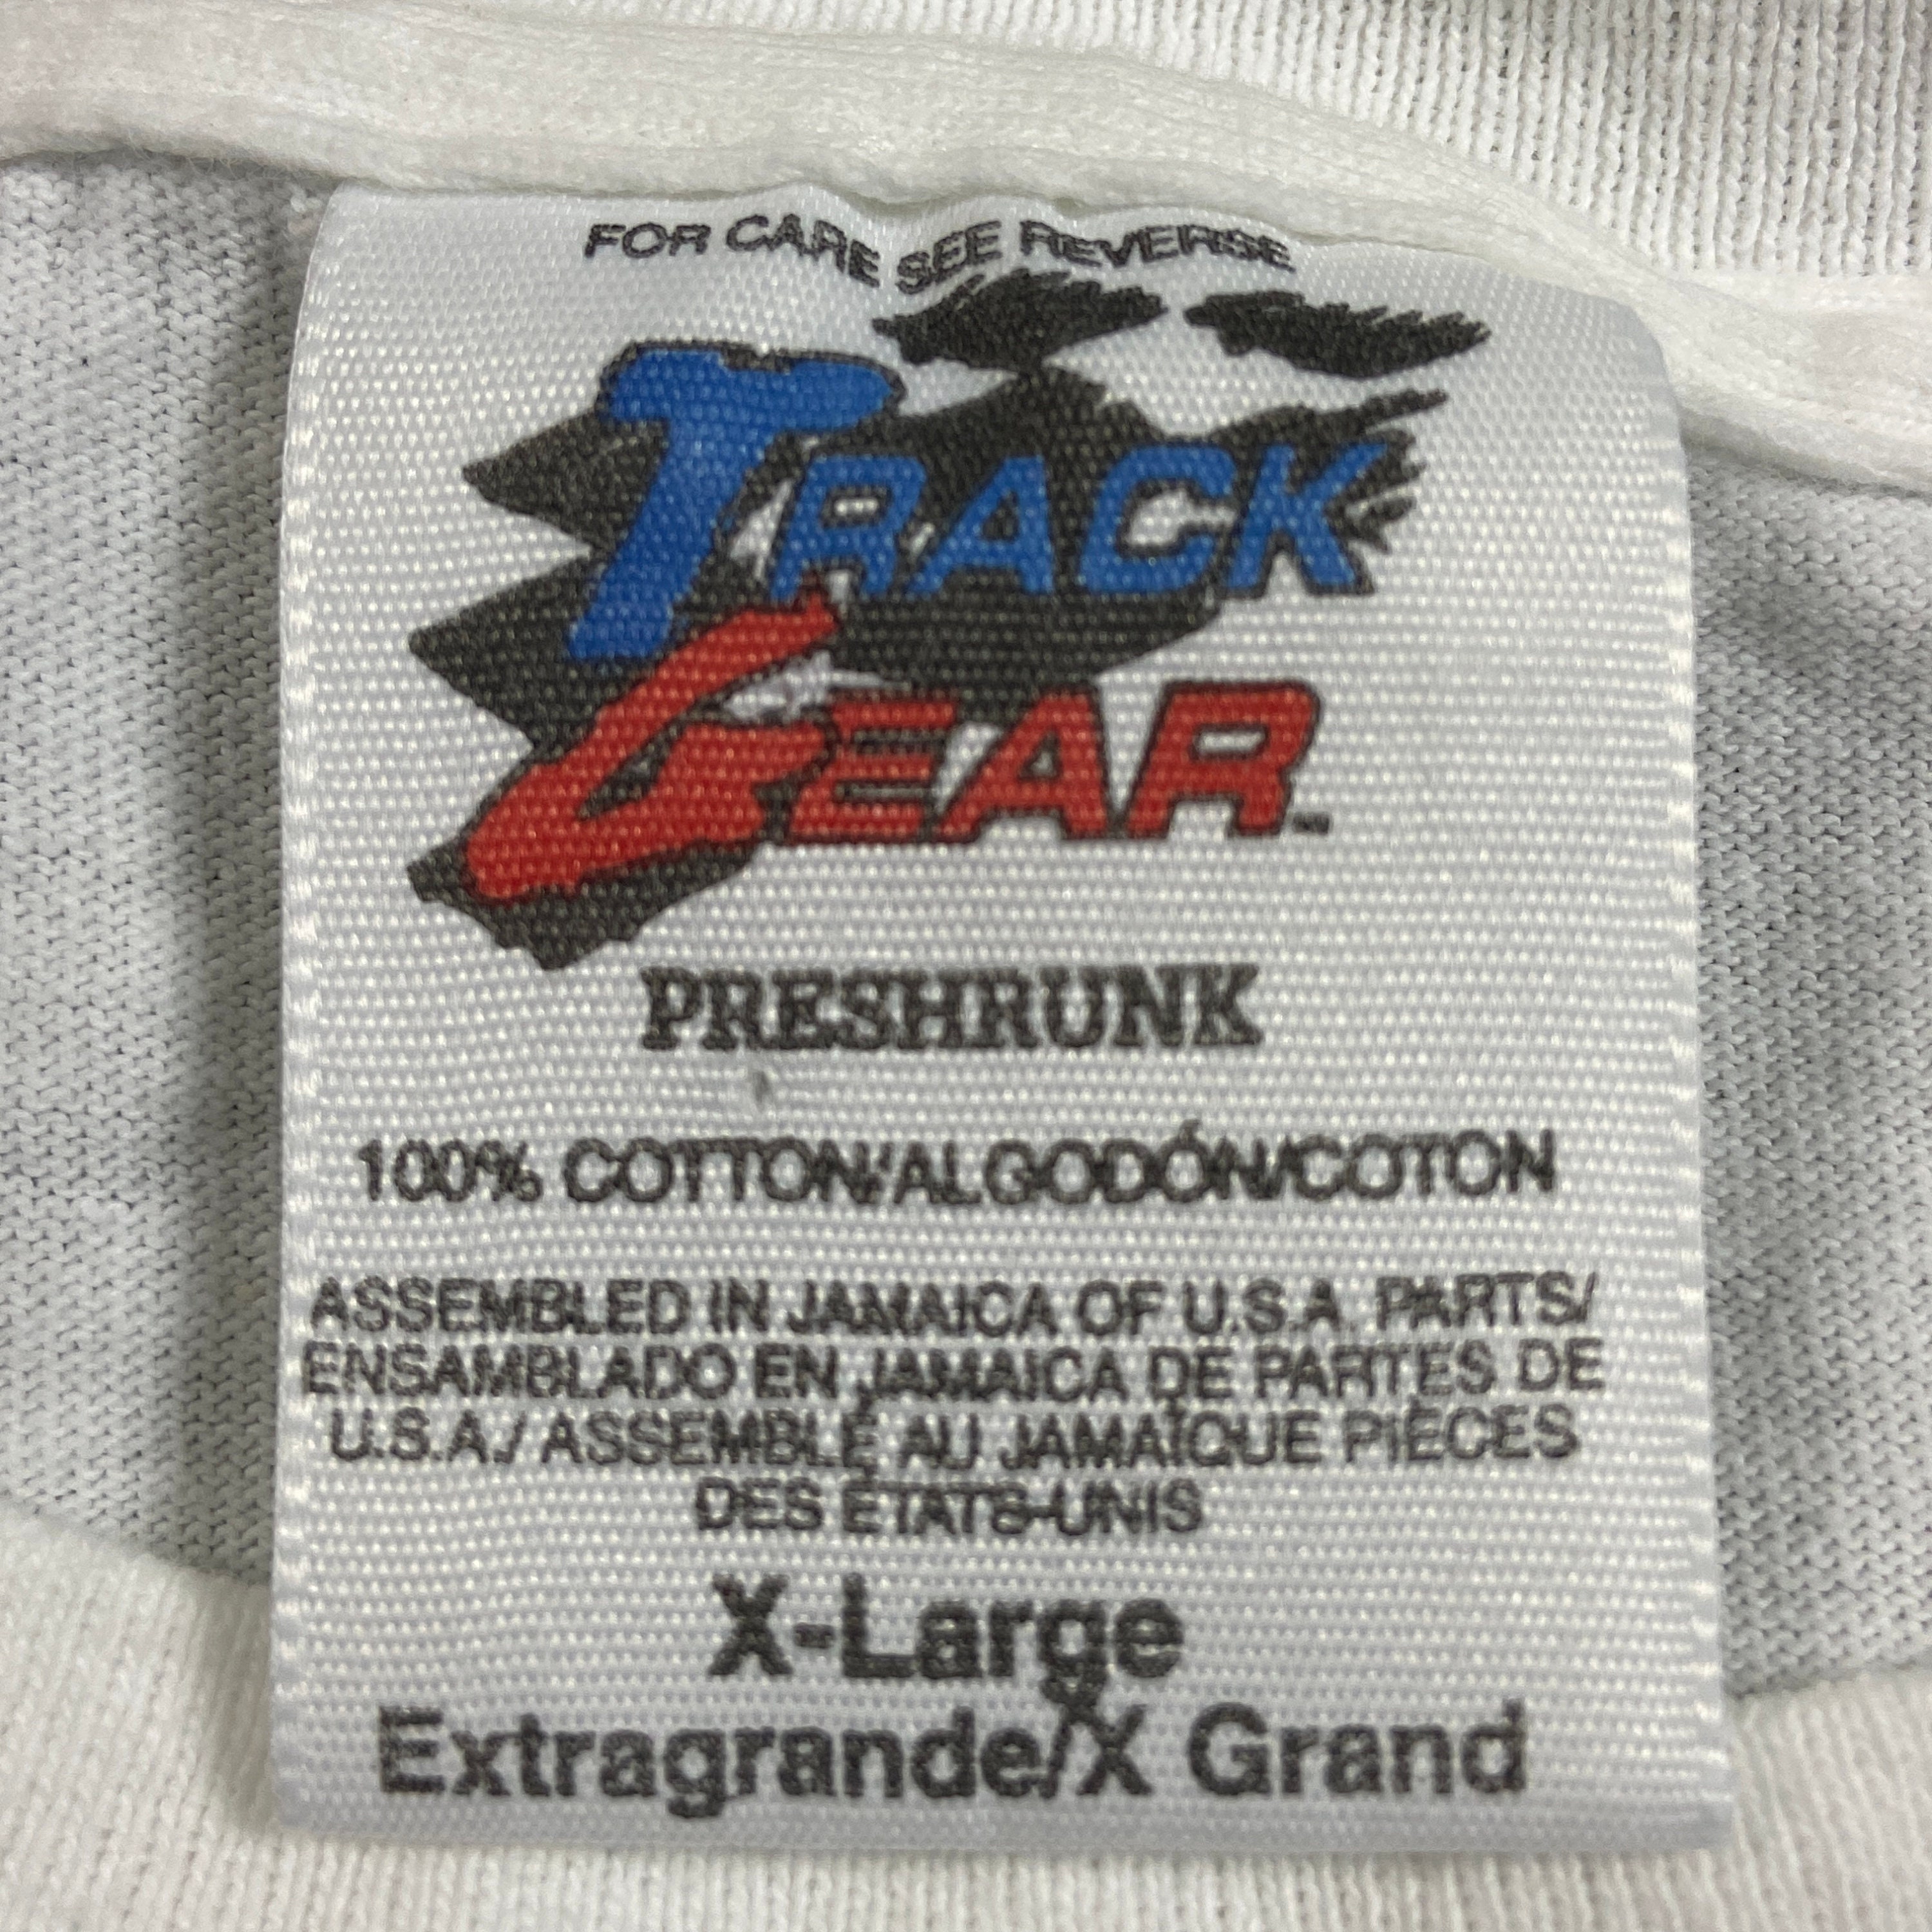 FOR CARE SEE REVERSE
TRACK
GEAR™
PRESHRUNK
100% COTTON/ALGODÓN/COTON
ASSEMBLED IN JAMAICA OF U.S.A. PARTS/
ENSAMBLADO EN JAMAICA DE PARTES DE
U.S.A./ ASSEMBLÉ AU JAMAÏQUE PIÈCES
DES ÉTATS-UNIS
X-Large
Extragrande/X Grand